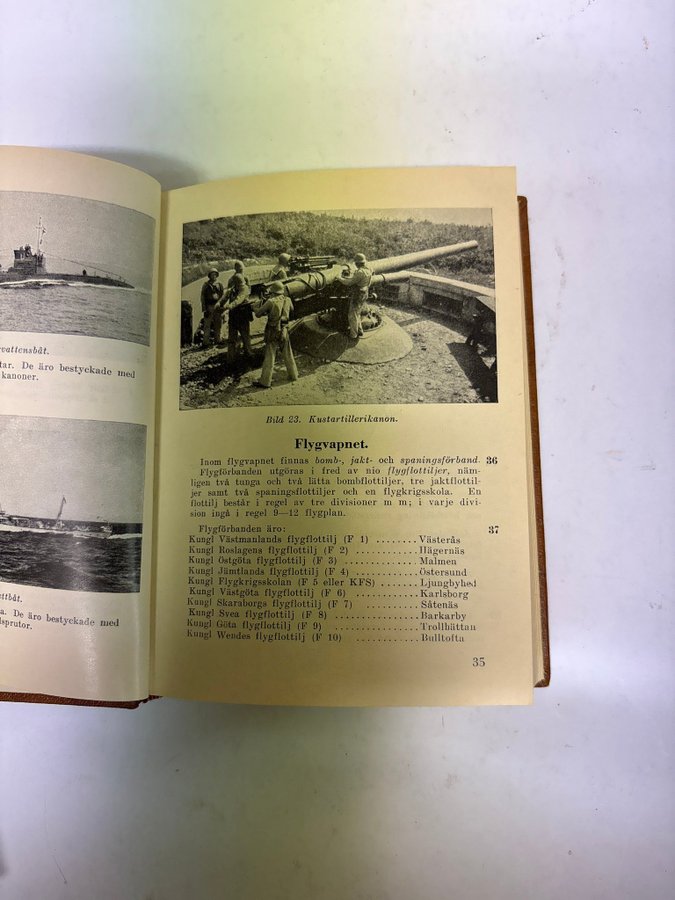 vattensbåt.
tar. De äro bestyckade med
kanoner.
ttbåt.
a. De äro bestyckade med
lsprutor.
Bild 23. Kustartillerikanon.
Flygvapnet.
Inom flygvapnet finnas bomb-, jakt- och spaningsförband. 36
Flygförbanden utgöras i fred av nio flygflottiljer, näm-
ligen två tunga och två lätta bombflottiljer, tre jaktflottil-
jer samt två spaningsflottiljer och en flygkrigsskola. En
flottilj består i regel av tre divisioner m m; i varje divi-
sion ingå i regel 9—12 flygplan.
Flygförbanden äro: 37
Kungl Västmanlands flygflottilj (F 1) ........ Västerås
Kungl Roslagens flygflottilj (F 2) ............ Hägernäs
Kungl Östgöta flygflottilj (F 3) .............. Malmen
Kungl Jämtlands flygflottilj (F 4) ............ Östersund
Kungl Flygkrigsskolan (F 5 eller KFS) ....... Ljungbyhed
Kungl Västgöta flygflottilj (F 6) ............. Karlsborg
Kungl Skaraborgs flygflottilj (F 7) .......... Såtenäs
Kungl Svea flygflottilj (F 8) ................ Barkarby
Kungl Göta flygflottilj (F 9) ................ Trollhättan
Kungl Wendes flygflottilj (F 10) .............. Bulltofta
35